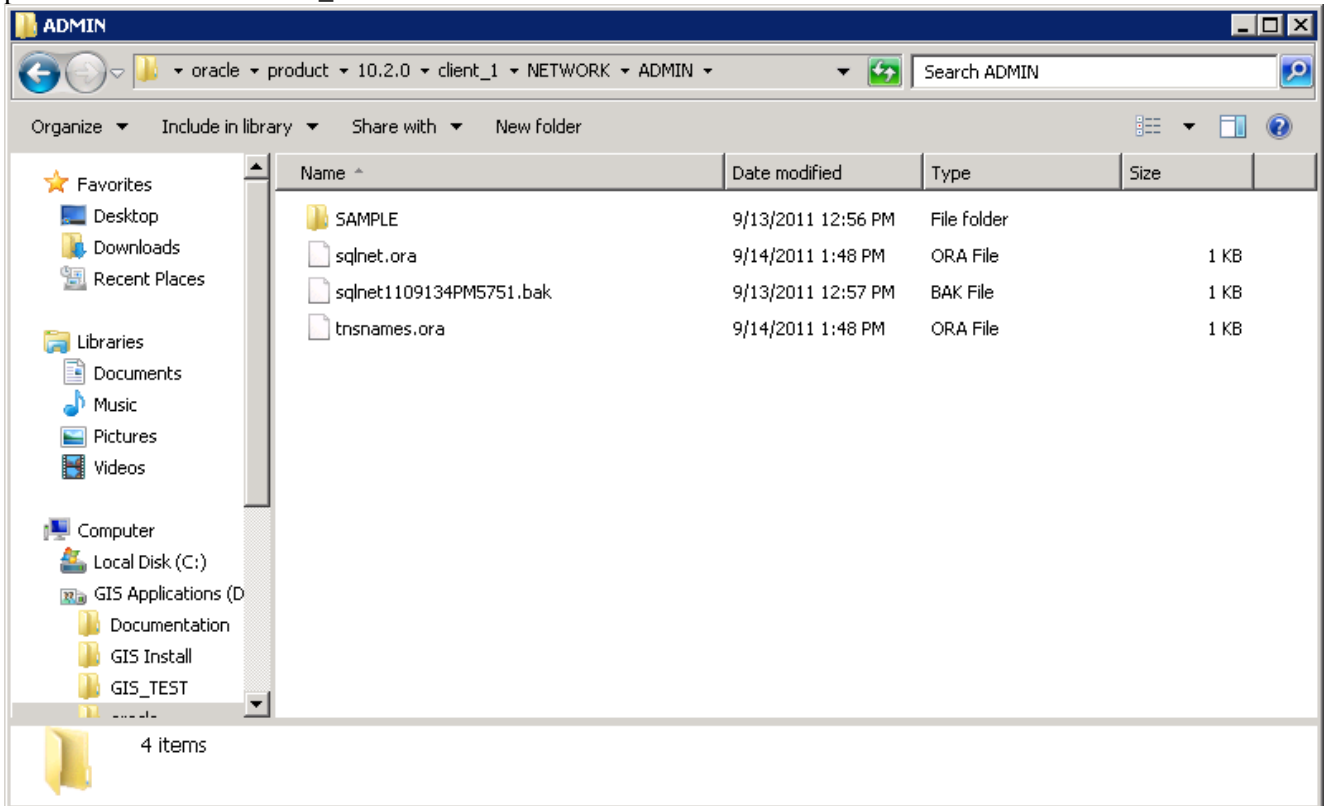 ADMIN
oracle product 10.2.0 client_1 NETWORK ADMIN Search ADMIN
Organize Include in library Share with New folder
Favorites
Desktop
Downloads
Recent Places
Libraries
Documents
Music
Pictures
Videos
Computer
Local Disk (C:)
GIS Applications (D
Documentation
GIS Install
GIS_TEST
Name Date modified Type Size
SAMPLE 9/13/2011 12:56 PM File folder
sqlnet.ora 9/14/2011 1:48 PM ORA File 1 KB
sqlnet1109134PM5751.bak 9/13/2011 12:57 PM BAK File 1 KB
tnsnames.ora 9/14/2011 1:48 PM ORA File 1 KB
4 items